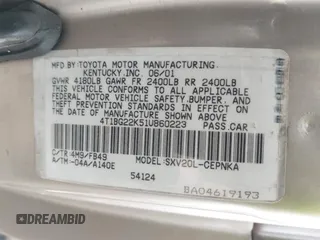 MFD. BY TOYOTA MOTOR MANUFACTURING
KENTUCKY, INC. 06/01
GVWR 4180LB GAWR FR 2400LB RR 2400LB
THIS VEHICLE CONFORMS TO ALL APPLICABLE
FEDERAL MOTOR VEHICLE SAFETY, BUMPER, AND
THEFT PREVENTION STANDARDS IN EFFECT ON THE
DATE OF MANUFACTURE SHOWN ABOVE.
4T1BG22K51U860223 PASS.CAR
C/TR:4M9/FB49 MODEL:SXV20L-CEPNKA
A/TM:-04A/A140E
54124
BA04619193
© DIRECTBID